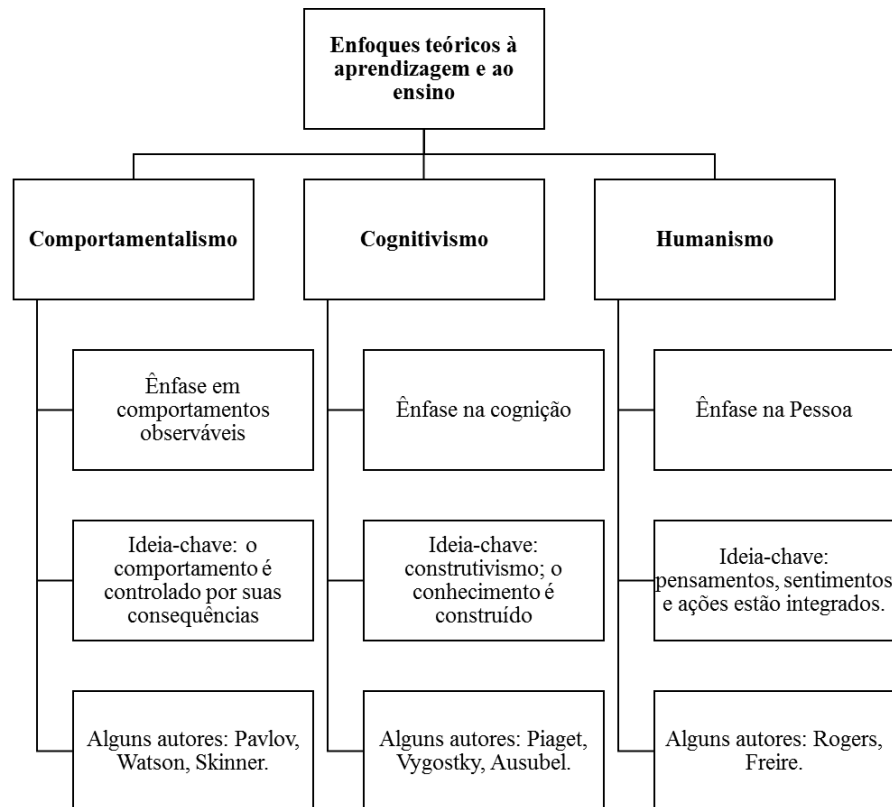 Enfoques teóricos à
aprendizagem e ao
ensino
Comportamentalismo
Cognitivismo
Humanismo
Ênfase em
comportamentos
observáveis
Ênfase na cognição
Ênfase na Pessoa
Ideia-chave: o
comportamento é
controlado por suas
consequências
Ideia-chave:
construtivismo; o
conhecimento é
construído
Ideia-chave:
pensamentos, sentimentos
e ações estão integrados.
Alguns autores: Pavlov,
Watson, Skinner.
Alguns autores: Piaget,
Vygostky, Ausubel.
Alguns autores: Rogers,
Freire.